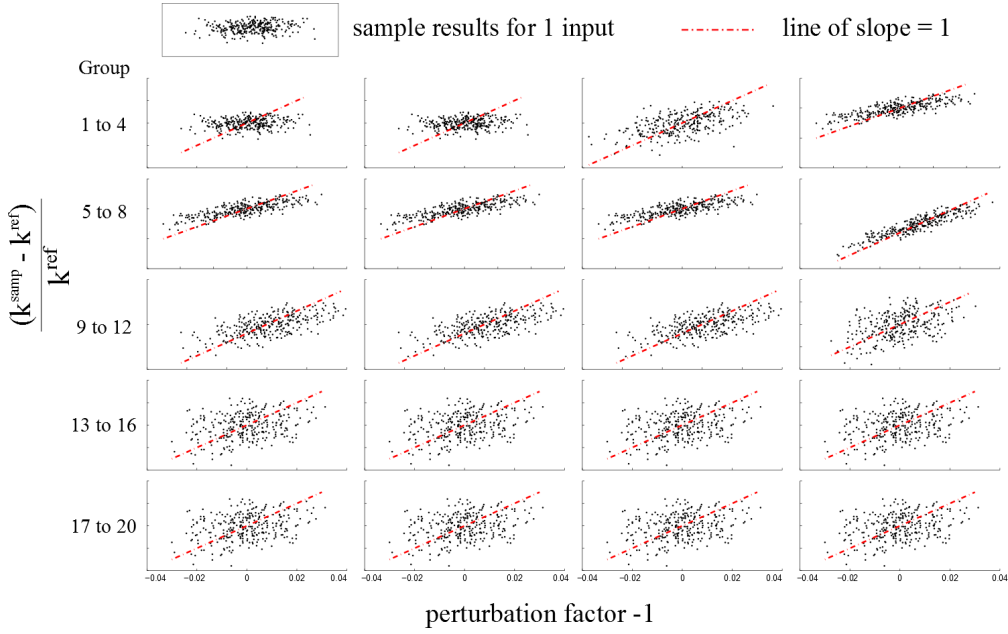 sample results for 1 input
line of slope = 1
Group
1 to 4
5 to 8
9 to 12
13 to 16
17 to 20
(k^samp - k^ref)
k^ref
−0.04 −0.02 0 0.02 0.04
−0.04 −0.02 0 0.02 0.04
−0.04 −0.02 0 0.02 0.04
−0.04 −0.02 0 0.02 0.04
perturbation factor -1